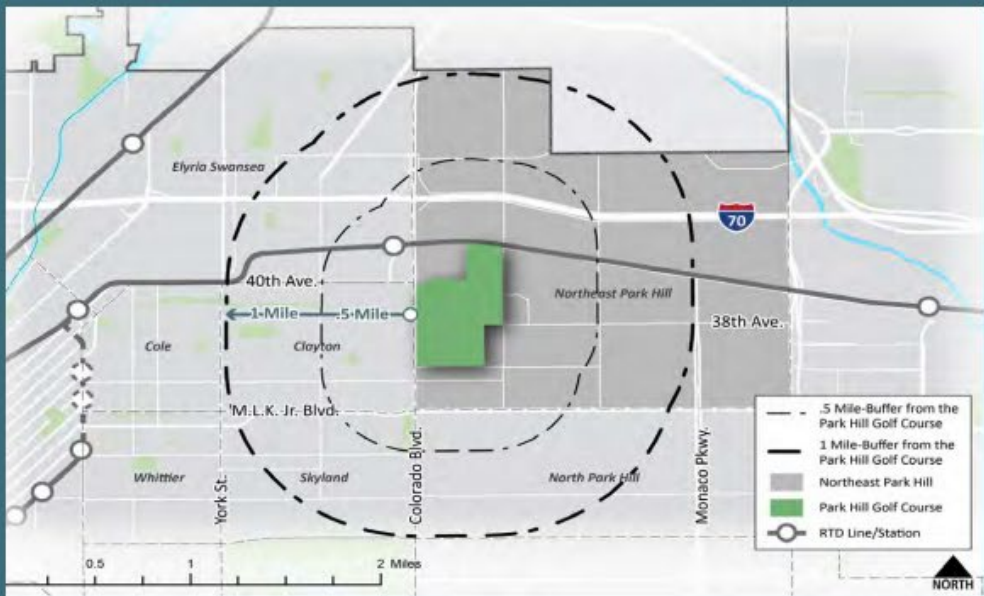 Elyria Swansea
70
40th Ave.
Northeast Park Hill
1 Mile
.5 Mile
38th Ave.
Cole
Clayton
M.L.K. Jr. Blvd.
Whittier
Skyland
North Park Hill
York St.
Colorado Blvd.
Monaco Pkwy.
.5 Mile-Buffer from the
Park Hill Golf Course
1 Mile-Buffer from the
Park Hill Golf Course
Northeast Park Hill
Park Hill Golf Course
RTD Line/Station
0.5
1
2 Miles
NORTH